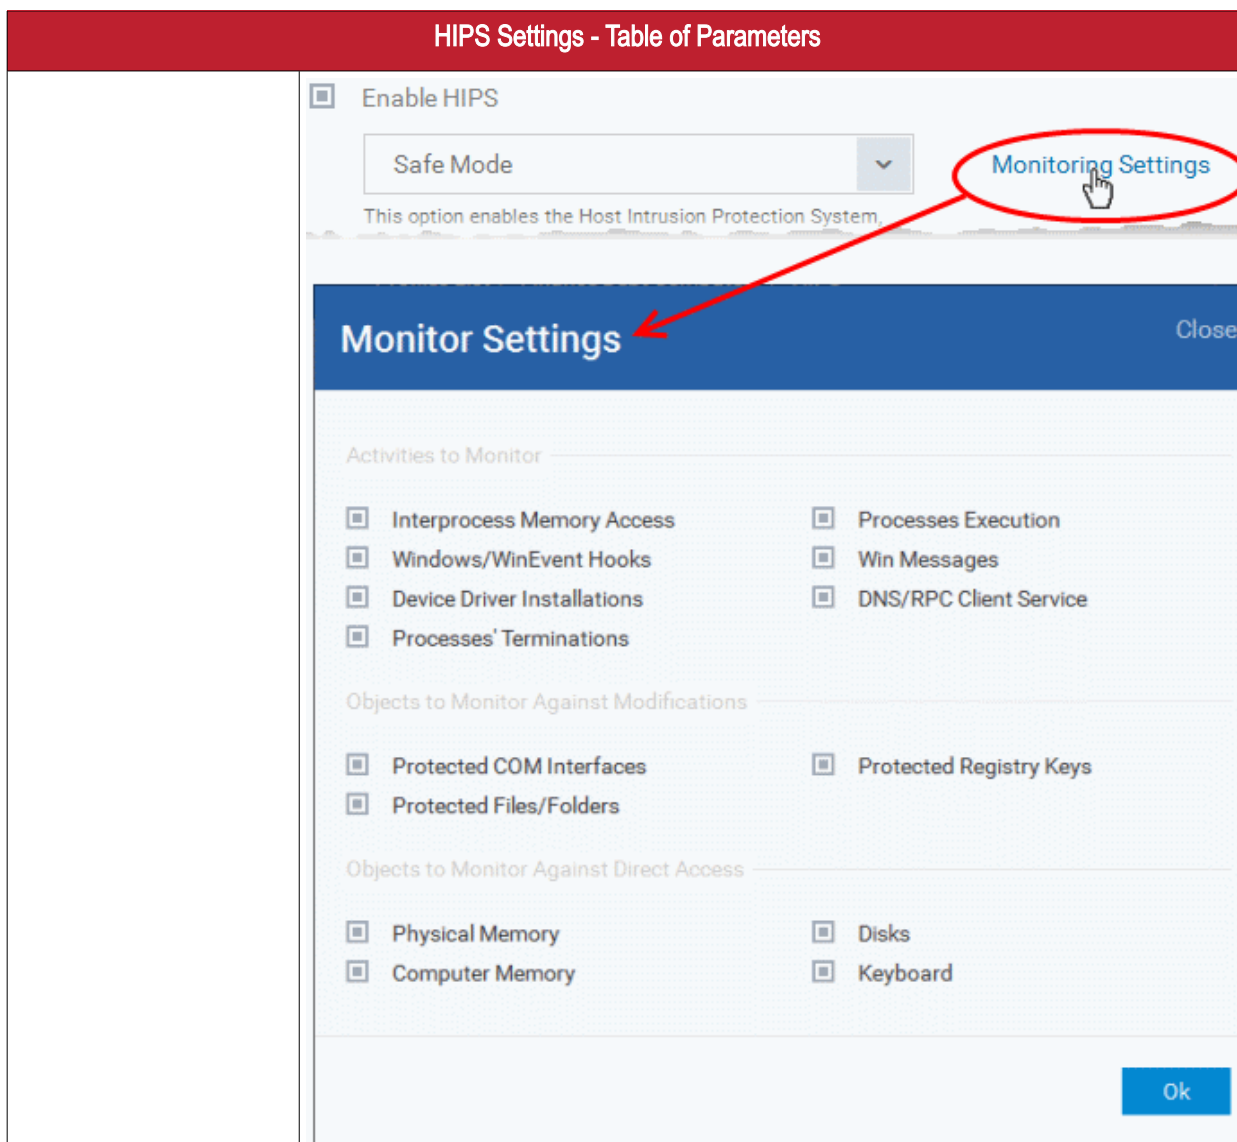 HIPS Settings - Table of Parameters
Enable HIPS
Safe Mode
Monitoring Settings
This option enables the Host Intrusion Protection System,
Monitor Settings
Close
Activities to Monitor
Interprocess Memory Access
Processes Execution
Windows/WinEvent Hooks
Win Messages
Device Driver Installations
DNS/RPC Client Service
Processes' Terminations
Objects to Monitor Against Modifications
Protected COM Interfaces
Protected Registry Keys
Protected Files/Folders
Objects to Monitor Against Direct Access
Physical Memory
Disks
Computer Memory
Keyboard
Ok